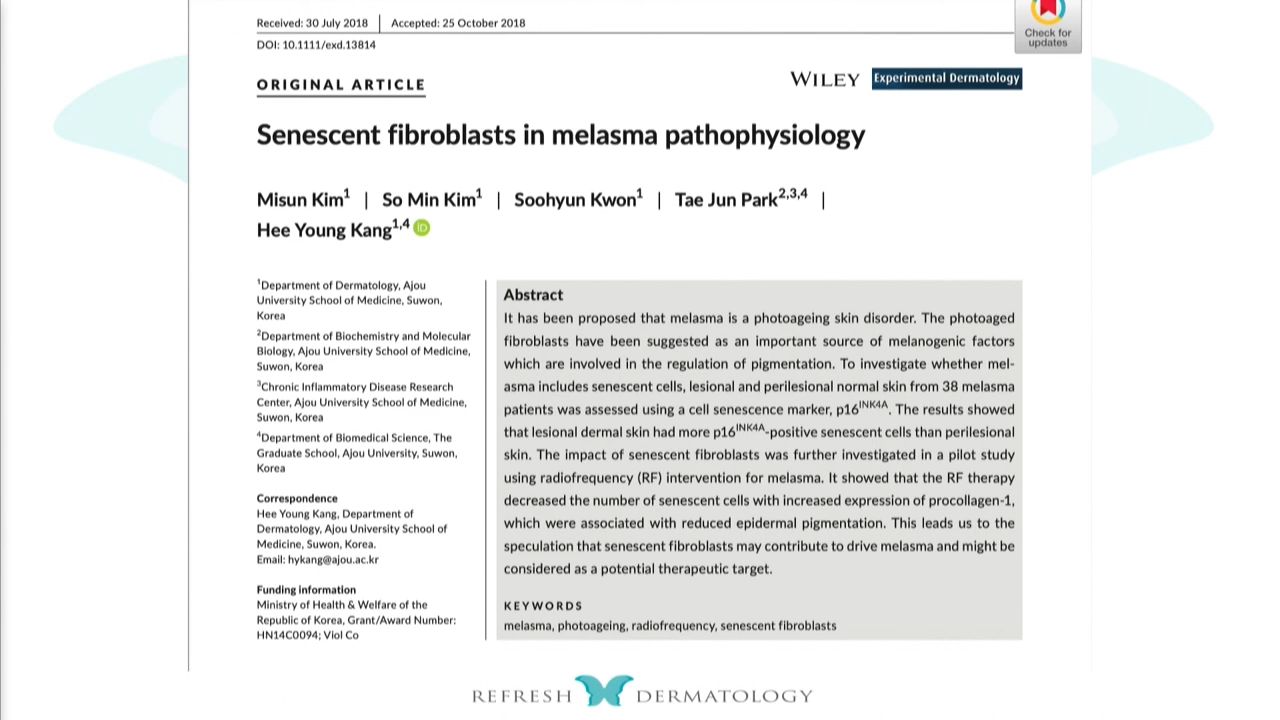 Received: 30 July 2018 | Accepted: 25 October 2018
DOI: 10.1111/exd.13814
Check for
updates
ORIGINAL ARTICLE
WILEY Experimental Dermatology
Senescent fibroblasts in melasma pathophysiology
Misun Kim1 | So Min Kim1 | Soohyun Kwon1 | Tae Jun Park2,3,4 |
Hee Young Kang1,4 iD
1Department of Dermatology, Ajou
University School of Medicine, Suwon,
Korea
2Department of Biochemistry and Molecular
Biology, Ajou University School of Medicine,
Suwon, Korea
3Chronic Inflammatory Disease Research
Center, Ajou University School of Medicine,
Suwon, Korea
4Department of Biomedical Science, The
Graduate School, Ajou University, Suwon,
Korea
Correspondence
Hee Young Kang, Department of
Dermatology, Ajou University School of
Medicine, Suwon, Korea.
Email: hykang@ajou.ac.kr
Funding information
Ministry of Health & Welfare of the
Republic of Korea, Grant/Award Number:
HN14C0094; Viol Co
Abstract
It has been proposed that melasma is a photoageing skin disorder. The photoaged
fibroblasts have been suggested as an important source of melanogenic factors
which are involved in the regulation of pigmentation. To investigate whether mel-
asma includes senescent cells, lesional and perilesional normal skin from 38 melasma
patients was assessed using a cell senescence marker, p16INK4A. The results showed
that lesional dermal skin had more p16INK4A-positive senescent cells than perilesional
skin. The impact of senescent fibroblasts was further investigated in a pilot study
using radiofrequency (RF) intervention for melasma. It showed that the RF therapy
decreased the number of senescent cells with increased expression of procollagen-1,
which were associated with reduced epidermal pigmentation. This leads us to the
speculation that senescent fibroblasts may contribute to drive melasma and might be
considered as a potential therapeutic target.
KEYWORDS
melasma, photoageing, radiofrequency, senescent fibroblasts
REFRESH DERMATOLOGY